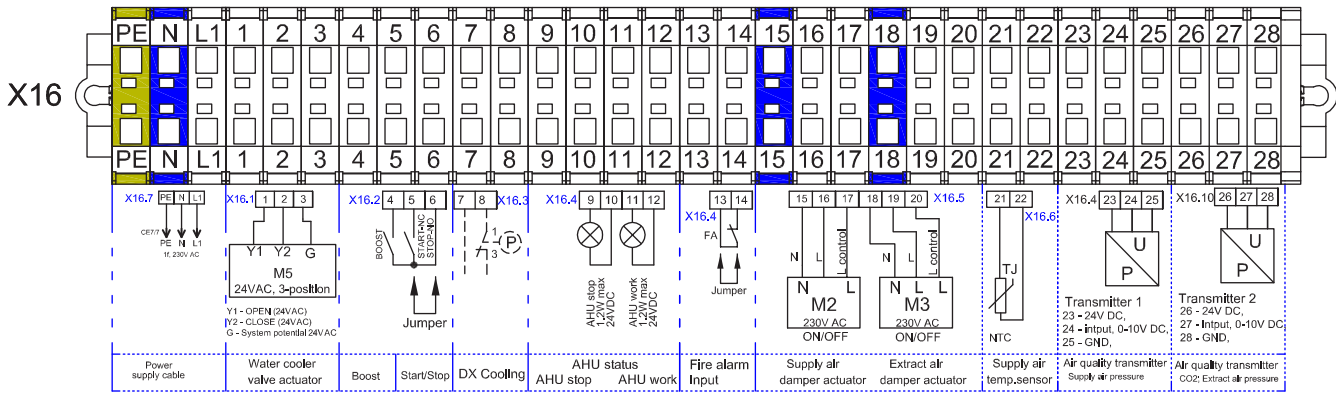 PE N L1 1 2 3 4 5 6 7 8 9 10 11 12 13 14 15 16 17 18 19 20 21 22 23 24 25 26 27 28
X16
PE N L1 1 2 3 4 5 6 7 8 9 10 11 12 13 14 15 16 17 18 19 20 21 22 23 24 25 26 27 28
X16.7 PE N L1
CE7/7
PE N L1
1f, 230V AC
X16.1 1 2 3
Y1 Y2 G
M5
24VAC, 3-position
Y1 - OPEN (24VAC)
Y2 - CLOSE (24VAC)
G - System potential 24VAC
X16.2 4 5 6
BOOST
START-NC
STOP-NO
Jumper
7 8 X16.3
1
3
P
X16.4 9 10 11 12
AHU stop
1.2W max
24VDC
AHU work
1.2W max
24VDC
13 14
X16.4
FA
Jumper
15 16 17 18 19 20 X16.5
N L L control
N L
M2
230V AC
ON/OFF
N L L control
N L L
M3
230V AC
ON/OFF
21 22
X16.6
TJ
NTC
X16.4 23 24 25
U
P
Transmitter 1
23 - 24V DC,
24 - intput, 0-10V DC,
25 - GND,
X16.10 26 27 28
U
P
Transmitter 2
26 - 24V DC,
27 - Intput, 0-10V DC
28 - GND,
Power
supply cable
Water cooler
valve actuator
Boost
Start/Stop
DX Cooling
AHU status
AHU stop AHU work
Fire alarm
Input
Supply air
damper actuator
Extract air
damper actuator
Supply air
temp.sensor
Air quality transmitter
Supply air pressure
Air quality transmitter
CO2; Extract air pressure